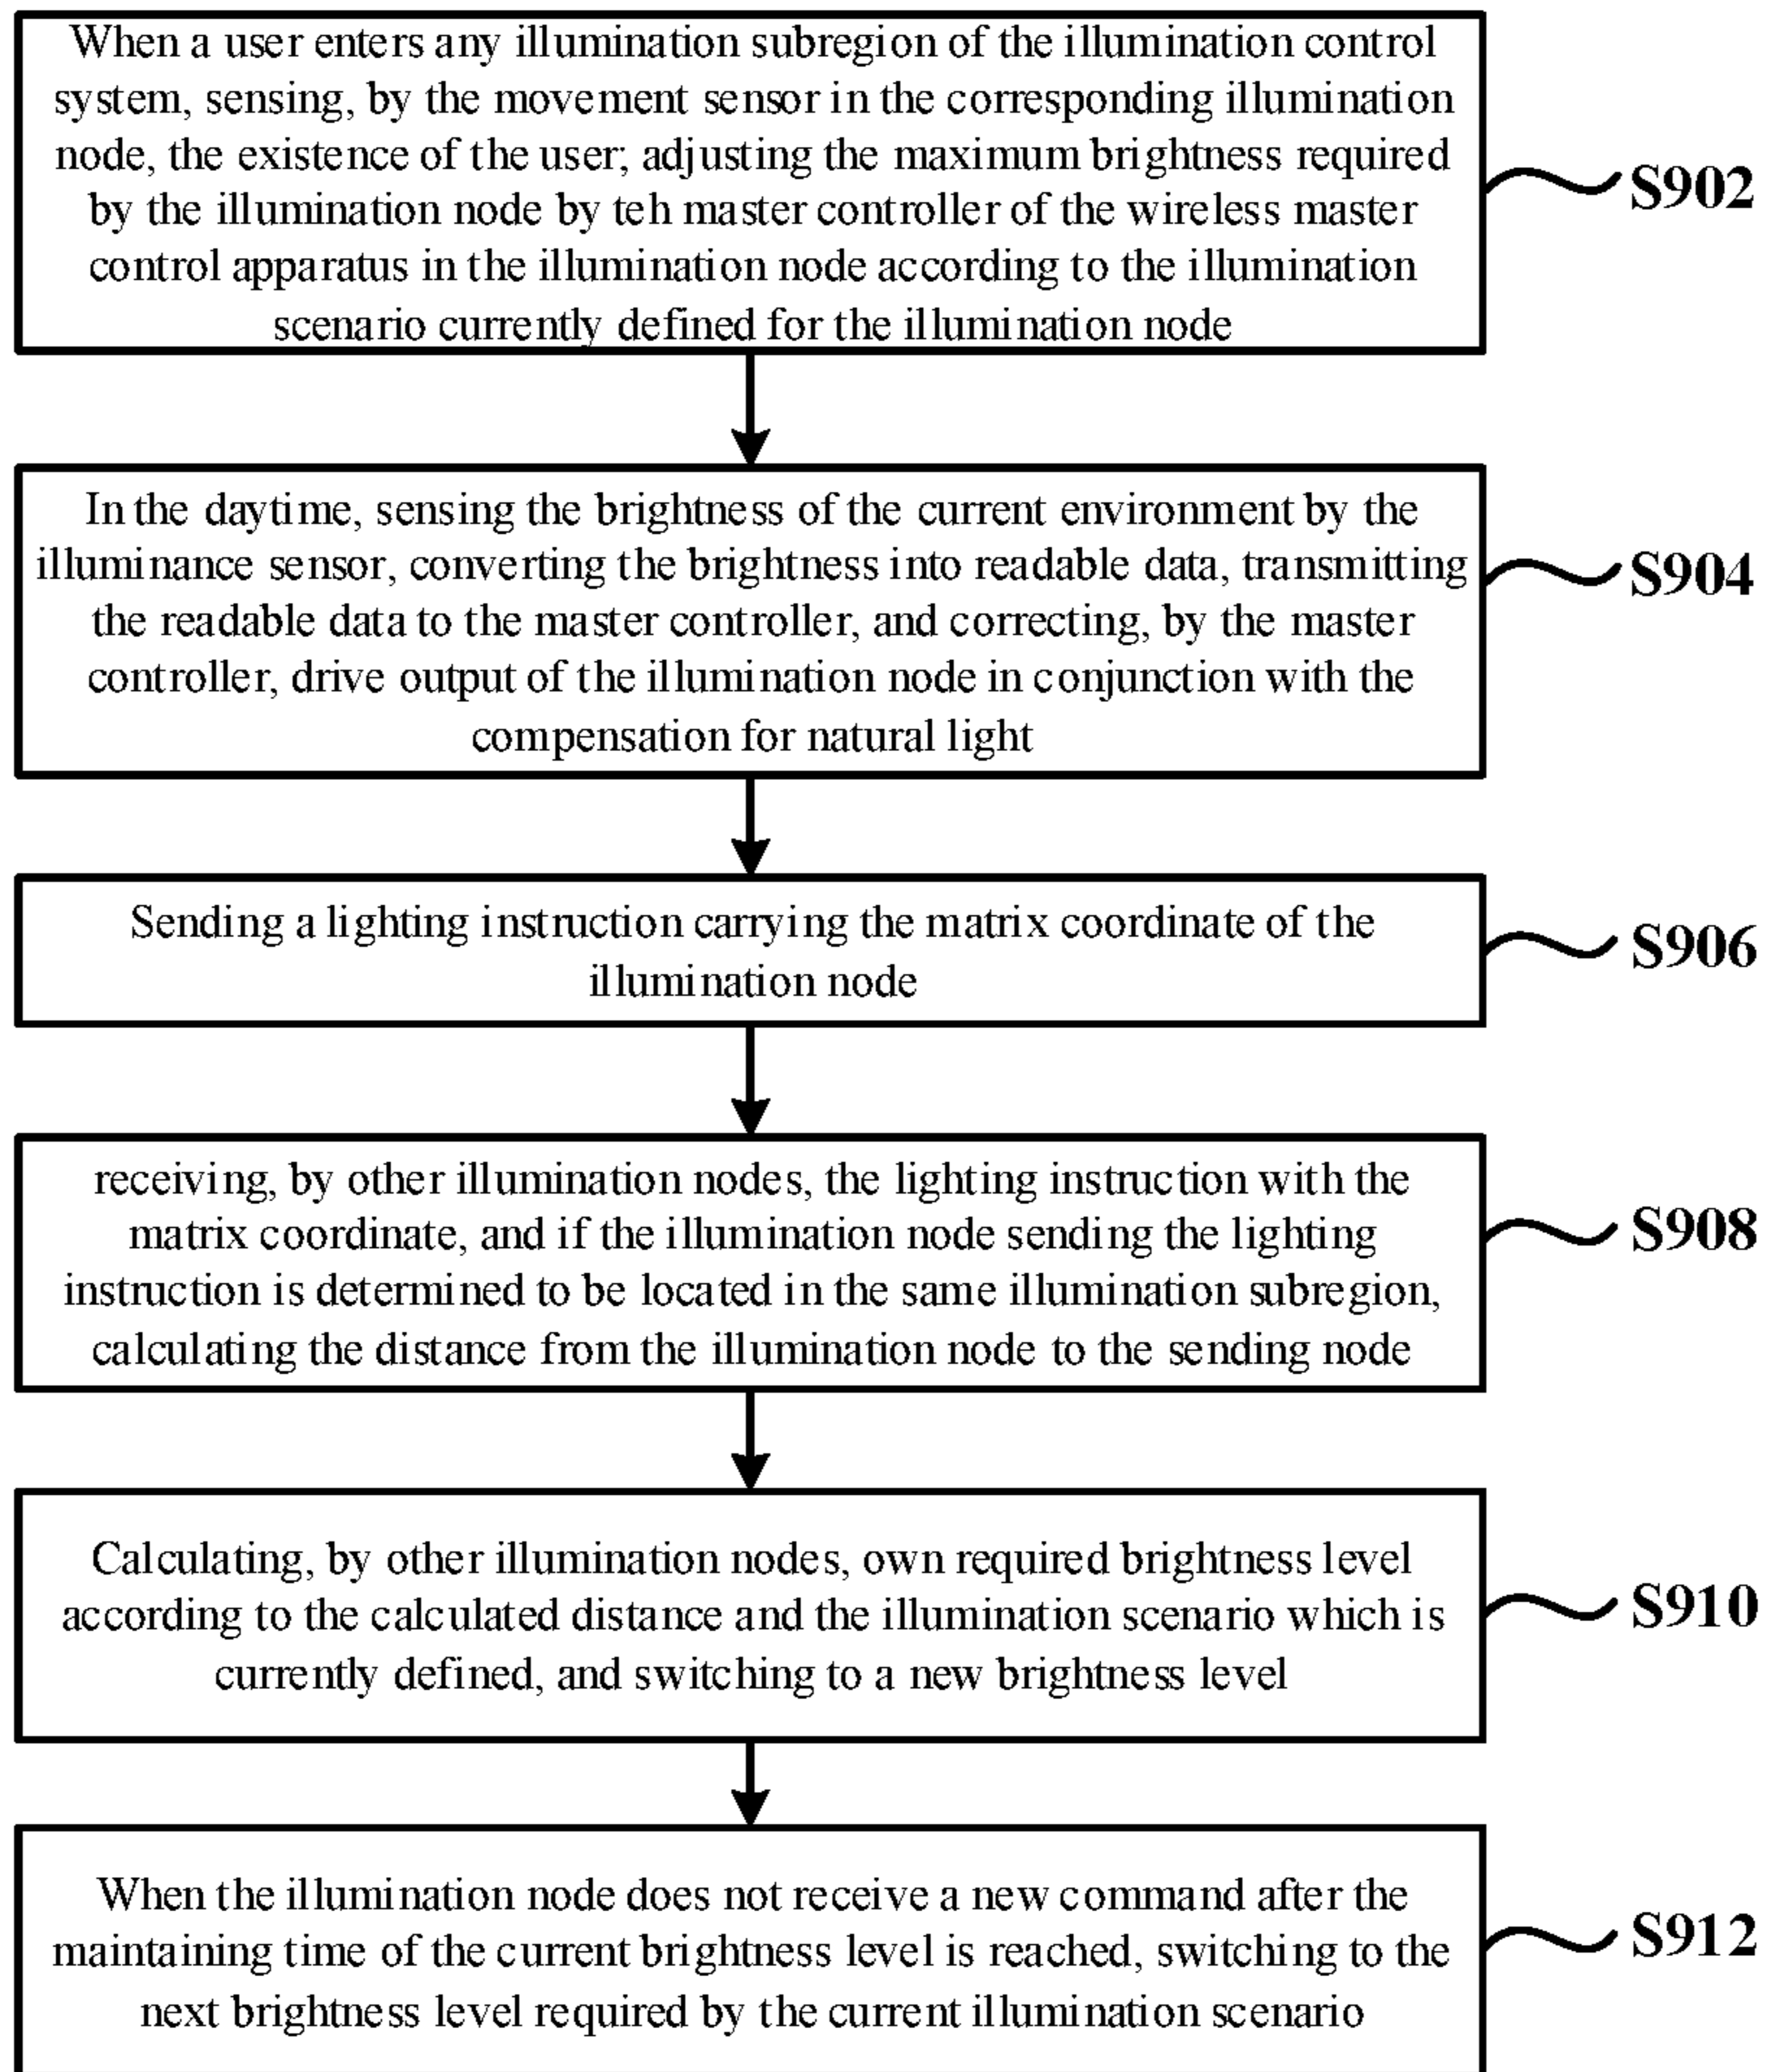 When a user enters any illumination subregion of the illumination control
system, sensing, by the movement sensor in the corresponding illumination
node, the existence of the user; adjusting the maximum brightness required
by the illumination node by teh master controller of the wireless master
control apparatus in the illumination node according to the illumination
scenario currently defined for the illumination node
S902
In the daytime, sensing the brightness of the current environment by the
illuminance sensor, converting the brightness into readable data, transmitting
the readable data to the master controller, and correcting, by the master
controller, drive output of the illumination node in conjunction with the
compensation for natural light
S904
Sending a lighting instruction carrying the matrix coordinate of the
illumination node
S906
receiving, by other illumination nodes, the lighting instruction with the
matrix coordinate, and if the illumination node sending the lighting
instruction is determined to be located in the same illumination subregion,
calculating the distance from the illumination node to the sending node
S908
Calculating, by other illumination nodes, own required brightness level
according to the calculated distance and the illumination scenario which is
currently defined, and switching to a new brightness level
S910
When the illumination node does not receive a new command after the
maintaining time of the current brightness level is reached, switching to the
next brightness level required by the current illumination scenario
S912